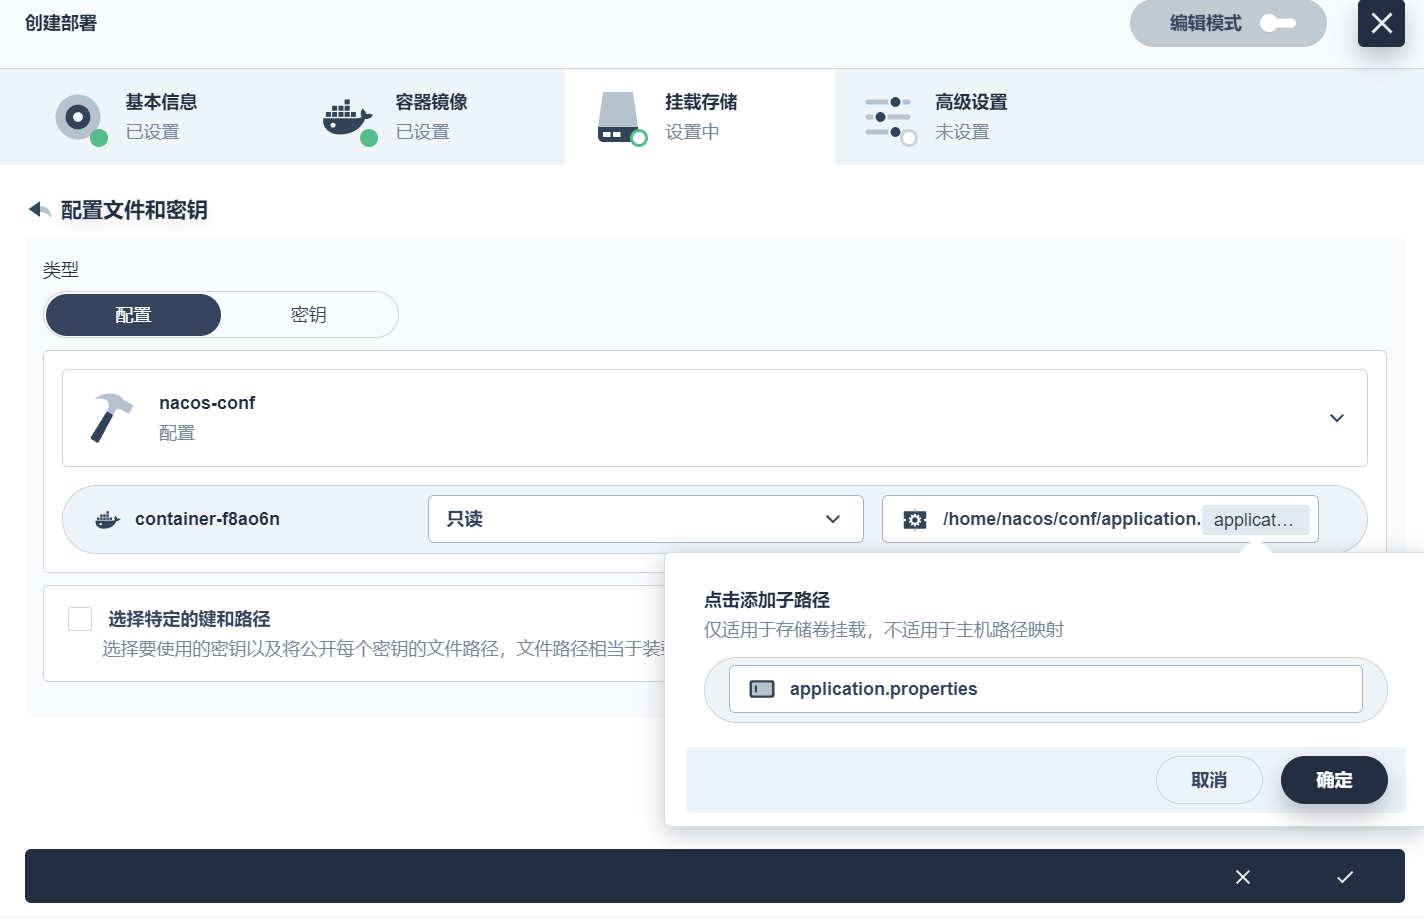 创建部署
编辑模式
基本信息
已设置
容器镜像
已设置
挂载存储
设置中
高级设置
未设置
配置文件和密钥
类型
配置
密钥
nacos-conf
配置
container-f8ao6n
只读
/home/nacos/conf/application.
applicat...
选择特定的键和路径
选择要使用的密钥以及将公开每个密钥的文件路径，文件路径相当于装
点击添加子路径
仅适用于存储卷挂载，不适用于主机路径映射
application.properties
取消
确定